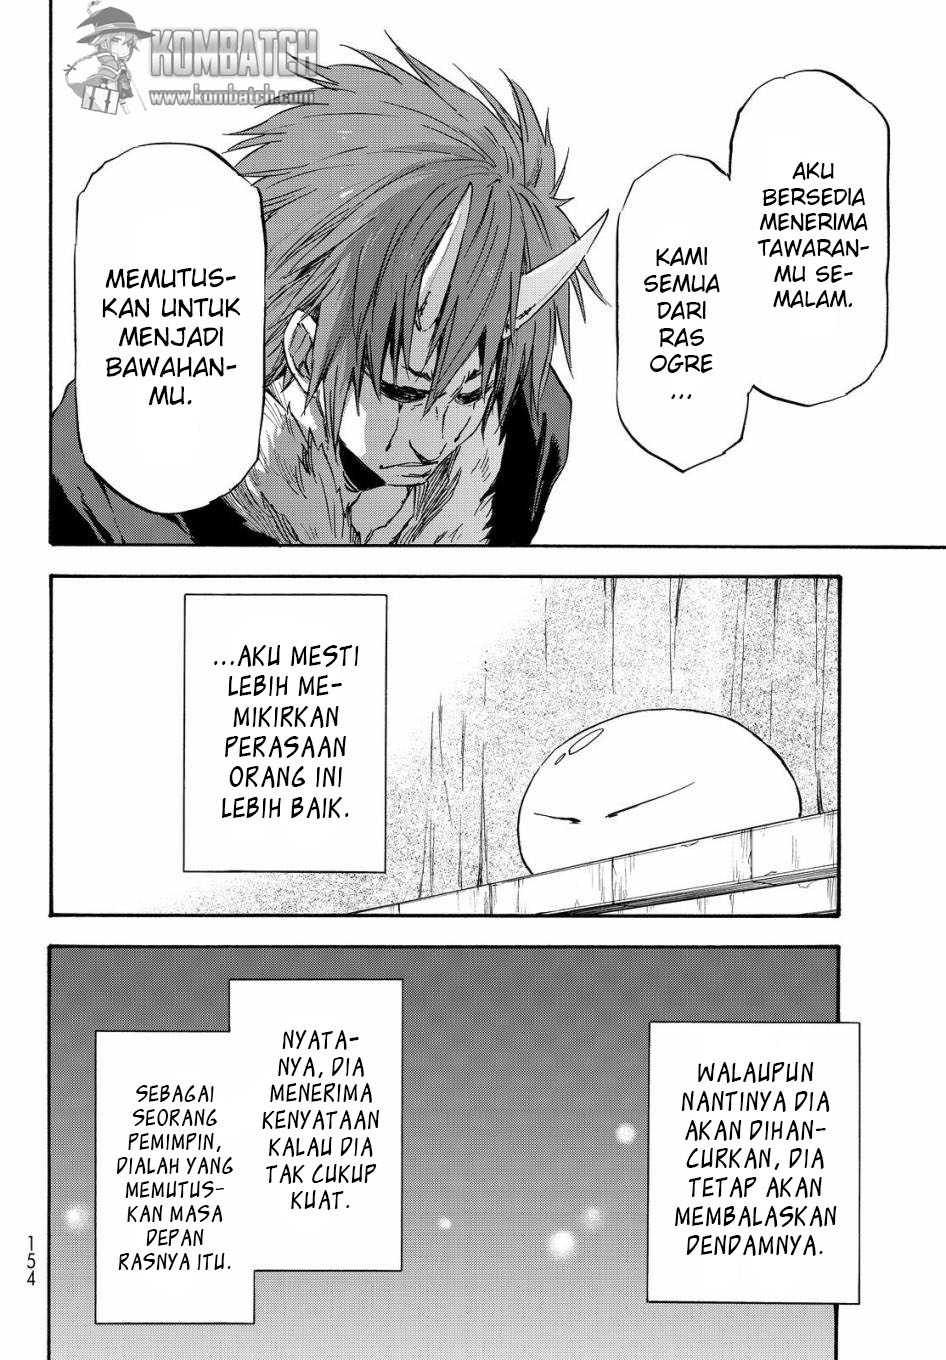 KOMBATCH
www.kombatch.com
AKU
BERSEDIA
MENERIMA
TAWARAN-
MU SE-
MALAM.
KAMI
SEMUA
DARI
RAS
OGRE
...
MEMUTUS-
KAN UNTUK
MENJADI
BAWAHAN-
MU.
...AKU MESTI
LEBIH ME-
MIKIRKAN
PERASAAN
ORANG INI
LEBIH BAIK.
WALAUPUN
NANTINYA DIA
AKAN DIHAN-
CURKAN, DIA
TETAP AKAN
MEMBALASKAN
DENDAMNYA.
NYATA-
NYA, DIA
MENERIMA
KENYATAAN
KALAU DIA
TAK CUKUP
KUAT.
SEBAGAI
SEORANG
PEMIMPIN,
DIALAH YANG
MEMUTUS-
KAN MASA
DEPAN
RASNYA ITU.
154